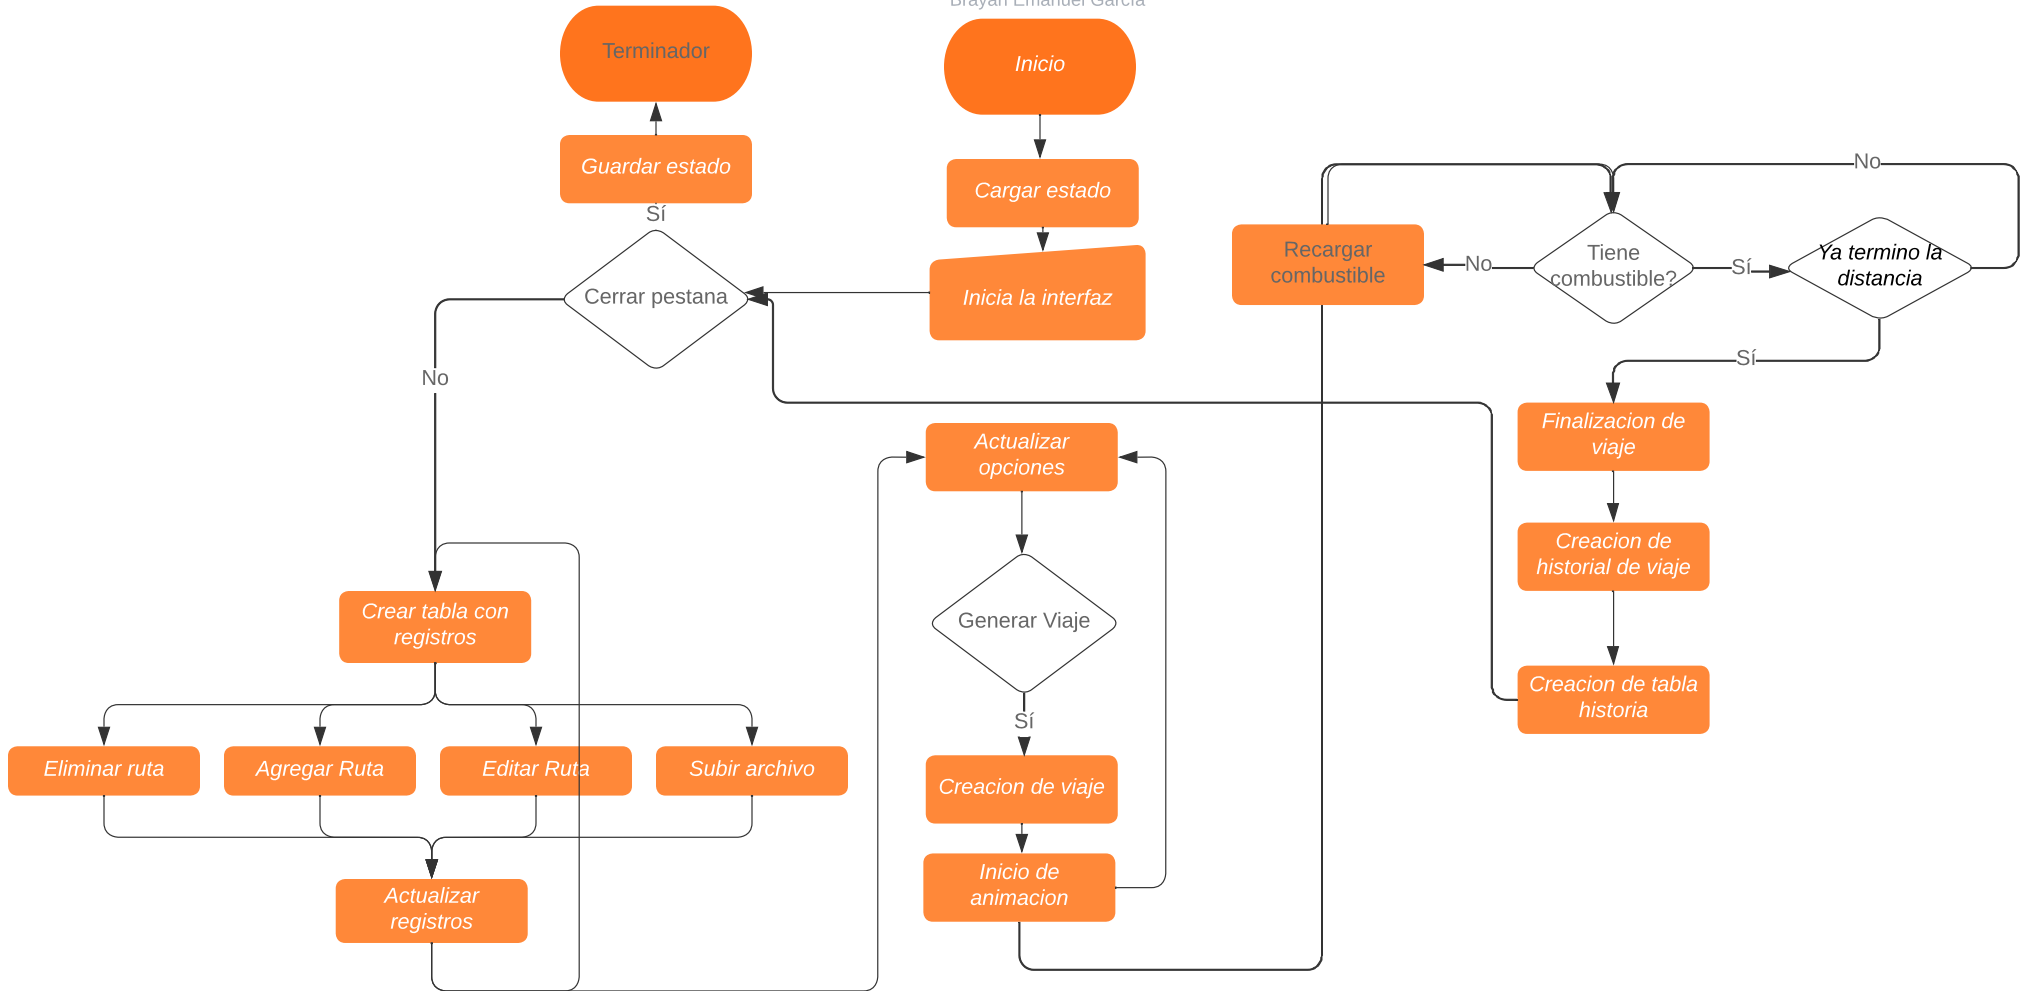 Brayan Emanuel García
Terminador
Inicio
Guardar estado
Cargar estado
Sí
Cerrar pestana
Inicia la interfaz
No
Recargar
combustible
No
Tiene
combustible?
Sí
Ya termino la
distancia
No
Sí
Finalizacion de
viaje
Creacion de
historial de viaje
Creacion de tabla
historia
Actualizar
opciones
Generar Viaje
Sí
Creacion de viaje
Inicio de
animacion
Crear tabla con
registros
Eliminar ruta
Agregar Ruta
Editar Ruta
Subir archivo
Actualizar
registros